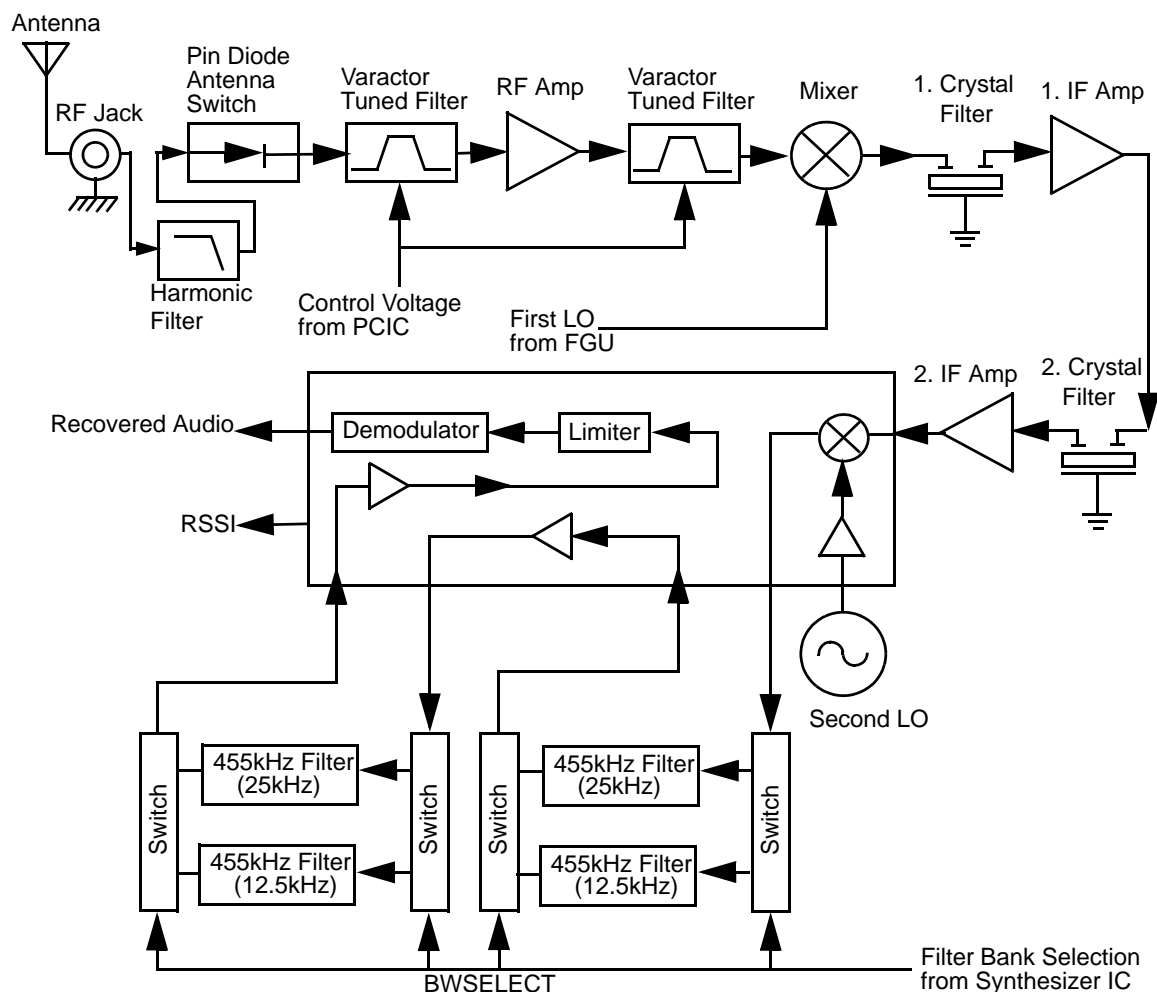 Antenna
RF Jack
Pin Diode
Antenna
Switch
Varactor
Tuned Filter
RF Amp
Varactor
Tuned Filter
Mixer
1. Crystal
Filter
1. IF Amp
Harmonic
Filter
Control Voltage
from PCIC
First LO
from FGU
2. IF Amp
2. Crystal
Filter
Recovered Audio
Demodulator
Limiter
RSSI
Second LO
Switch
455kHz Filter
(25kHz)
455kHz Filter
(12.5kHz)
Switch
Switch
455kHz Filter
(25kHz)
455kHz Filter
(12.5kHz)
Switch
BWSELECT
Filter Bank Selection
from Synthesizer IC